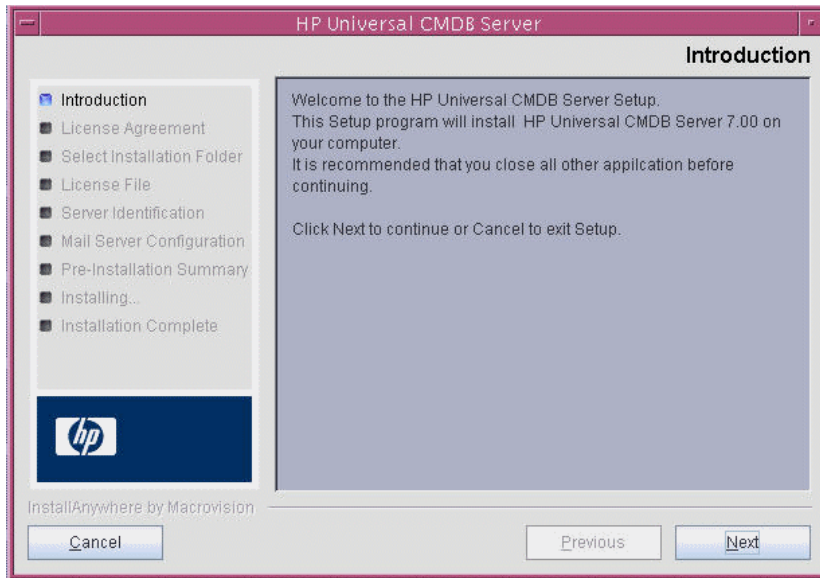 HP Universal CMDB Server
Introduction
Introduction
License Agreement
Select Installation Folder
License File
Server Identification
Mail Server Configuration
Pre-Installation Summary
Installing...
Installation Complete
Welcome to the HP Universal CMDB Server Setup.
This Setup program will install HP Universal CMDB Server 7.00 on
your computer.
It is recommended that you close all other appilcation before
continuing.
Click Next to continue or Cancel to exit Setup.
hp
InstallAnywhere by Macrovision
Cancel
Previous
Next